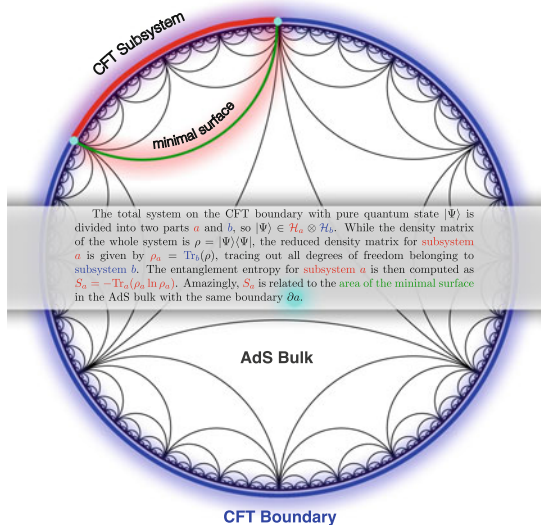 CFT Subsystem
minimal surface
The total system on the CFT boundary with pure quantum state |Ψ⟩ is
divided into two parts a and b, so |Ψ⟩ ∈ ℋₐ ⊗ ℋ_b. While the density matrix
of the whole system is ρ = |Ψ⟩⟨Ψ|, the reduced density matrix for subsystem
a is given by ρₐ = Tr_b(ρ), tracing out all degrees of freedom belonging to
subsystem b. The entanglement entropy for subsystem a is then computed as
Sₐ = −Trₐ(ρₐ ln ρₐ). Amazingly, Sₐ is related to the area of the minimal surface
in the AdS bulk with the same boundary ∂a.
AdS Bulk
CFT Boundary